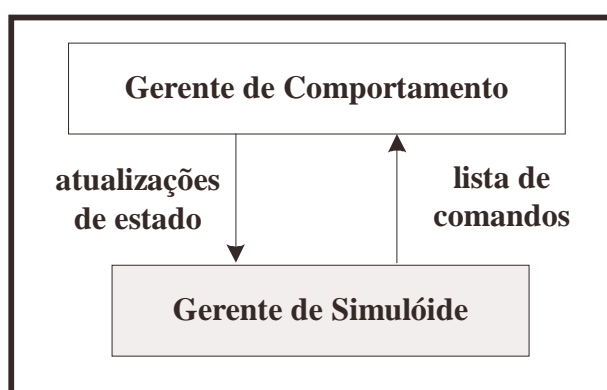 Gerente de Comportamento
atualizações
de estado
lista de
comandos
Gerente de Simulóide